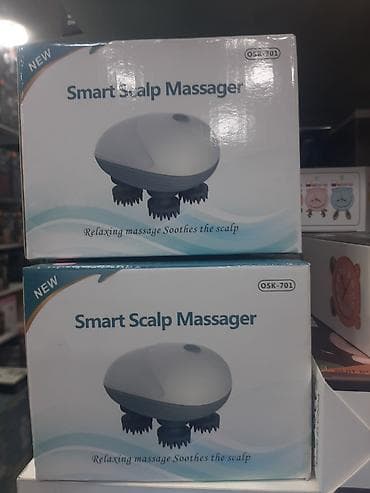 NEW
OSK-701
Smart Scalp Massager
Relaxing massage Soothes the scalp
NEW
OSK-701
Smart Scalp Massager
Relaxing massage Soothes the scalp